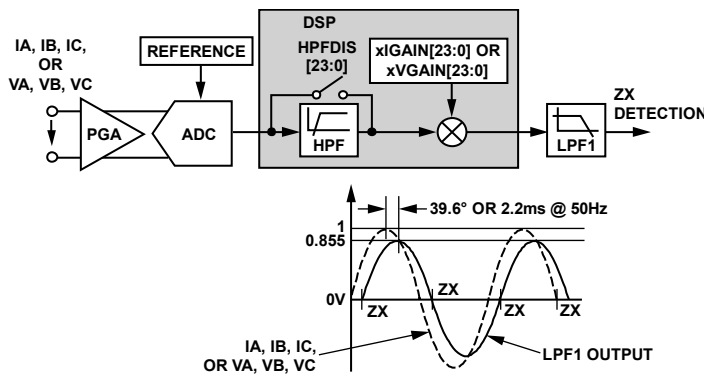 DSP
IA, IB, IC,
OR
VA, VB, VC
REFERENCE
HPFDIS
[23:0]
xIGAIN[23:0] OR
xVGAIN[23:0]
ZX
DETECTION
PGA
ADC
HPF
LPF1
39.6° OR 2.2ms @ 50Hz
1
0.855
0V
ZX
ZX
ZX
ZX
IA, IB, IC,
OR VA, VB, VC
LPF1 OUTPUT